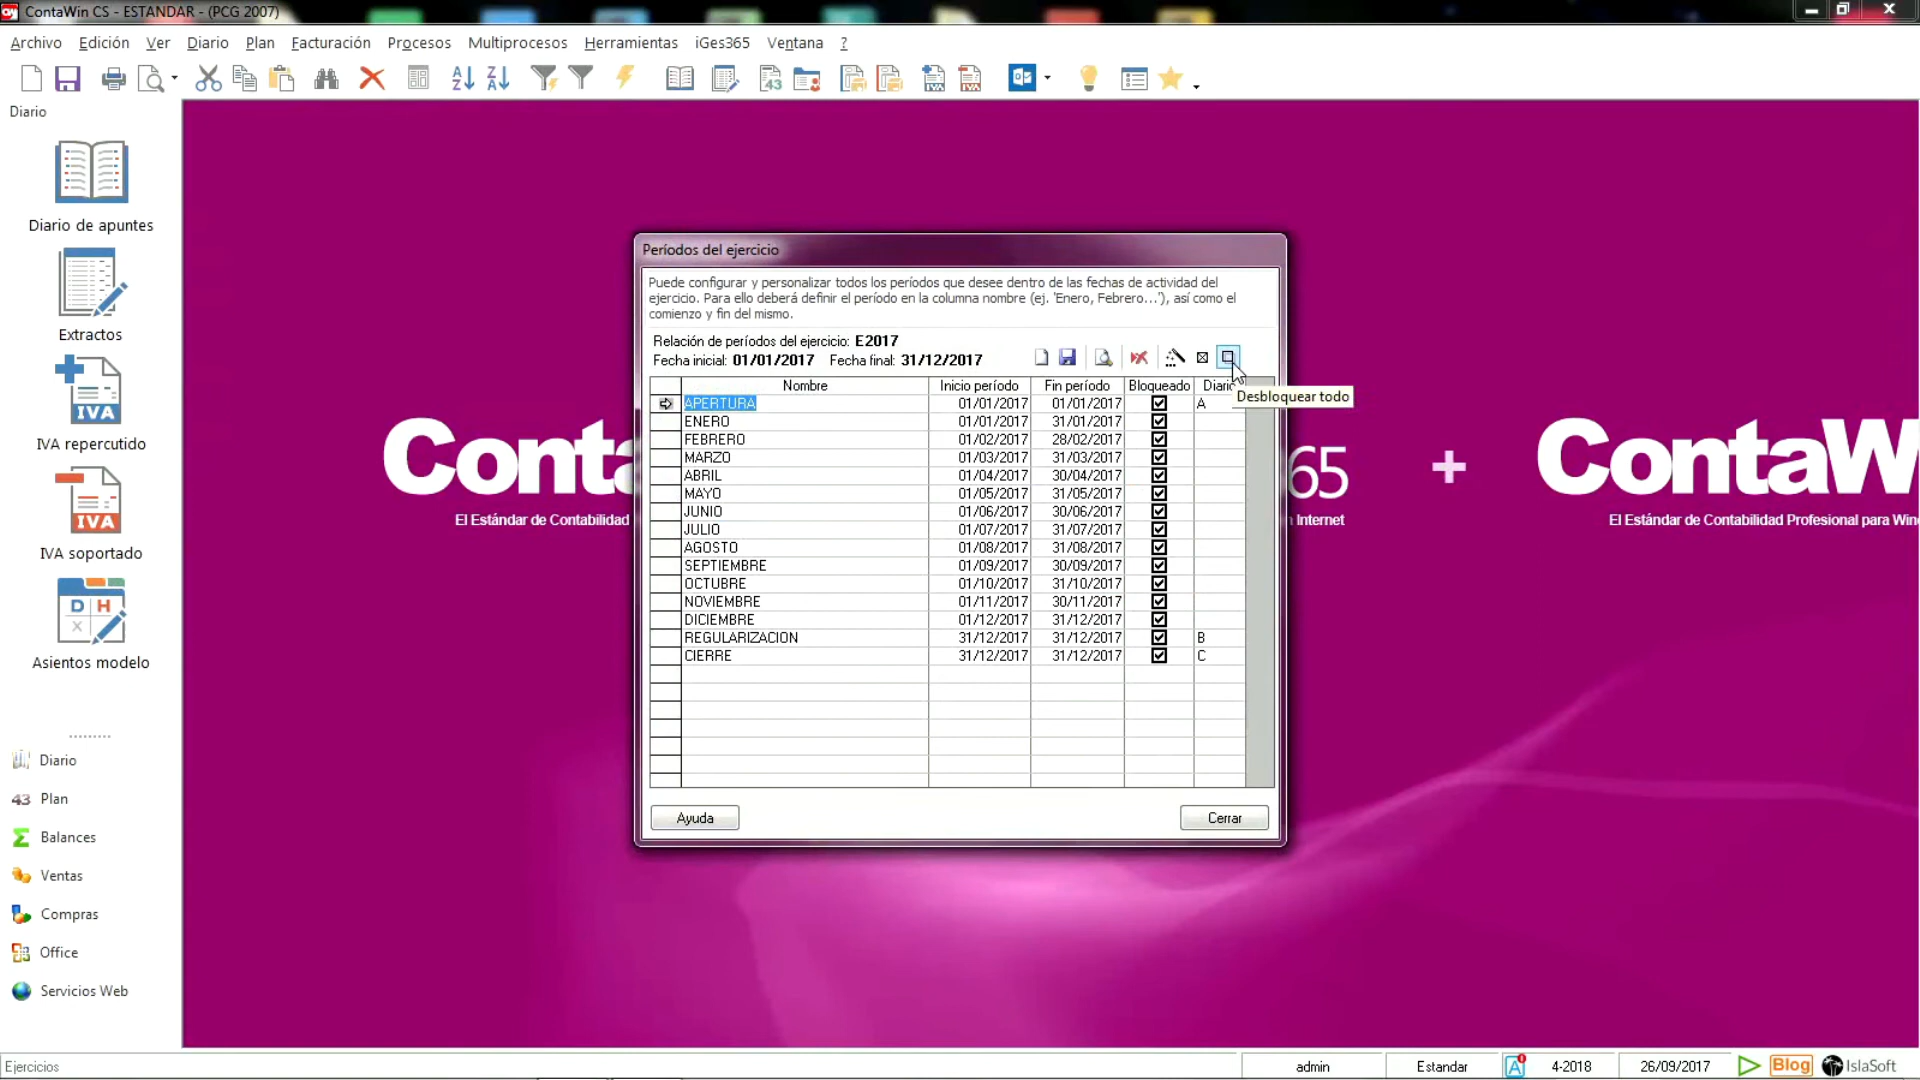 ContaWin CS - ESTANDAR - (PCG 2007)
Archivo Edición Ver Diario Plan Facturación Procesos Multiprocesos Herramientas iGes365 Ventana ?
Diario
Diario de apuntes
Extractos
IVA
IVA repercutido
IVA
IVA soportado
D H
Asientos modelo
Diario
43 Plan
Balances
Ventas
Compras
Office
Servicios Web
Conta
El Estándar de Contabilidad
65
Internet
+
ContaW
El Estándar de Contabilidad Profesional para Win
Períodos del ejercicio
Puede configurar y personalizar todos los períodos que desee dentro de las fechas de actividad del
ejercicio. Para ello deberá definir el período en la columna nombre (ej. 'Enero, Febrero...'), así como el
comienzo y fin del mismo.
Relación de períodos del ejercicio: E2017
Fecha inicial: 01/01/2017 Fecha final: 31/12/2017
Nombre Inicio período Fin período Bloqueado Diario
Desbloquear todo
APERTURA 01/01/2017 01/01/2017 A
ENERO 01/01/2017 31/01/2017
FEBRERO 01/02/2017 28/02/2017
MARZO 01/03/2017 31/03/2017
ABRIL 01/04/2017 30/04/2017
MAYO 01/05/2017 31/05/2017
JUNIO 01/06/2017 30/06/2017
JULIO 01/07/2017 31/07/2017
AGOSTO 01/08/2017 31/08/2017
SEPTIEMBRE 01/09/2017 30/09/2017
OCTUBRE 01/10/2017 31/10/2017
NOVIEMBRE 01/11/2017 30/11/2017
DICIEMBRE 01/12/2017 31/12/2017
REGULARIZACION 31/12/2017 31/12/2017 B
CIERRE 31/12/2017 31/12/2017 C
Ayuda Cerrar
Ejercicios admin Estandar 4-2018 26/09/2017 Blog IslaSoft